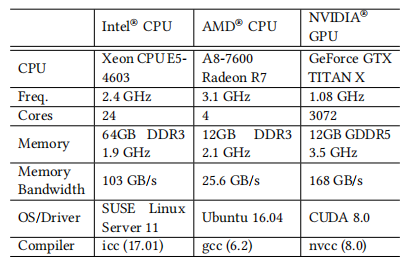 Intel® CPU AMD® CPU NVIDIA® GPU
CPU Xeon CPU E5-4603 A8-7600 Radeon R7 GeForce GTX TITAN X
Freq. 2.4 GHz 3.1 GHz 1.08 GHz
Cores 24 4 3072
Memory 64GB DDR3 1.9 GHz 12GB DDR3 2.1 GHz 12GB GDDR5 3.5 GHz
Memory Bandwidth 103 GB/s 25.6 GB/s 168 GB/s
OS/Driver SUSE Linux Server 11 Ubuntu 16.04 CUDA 8.0
Compiler icc (17.01) gcc (6.2) nvcc (8.0)